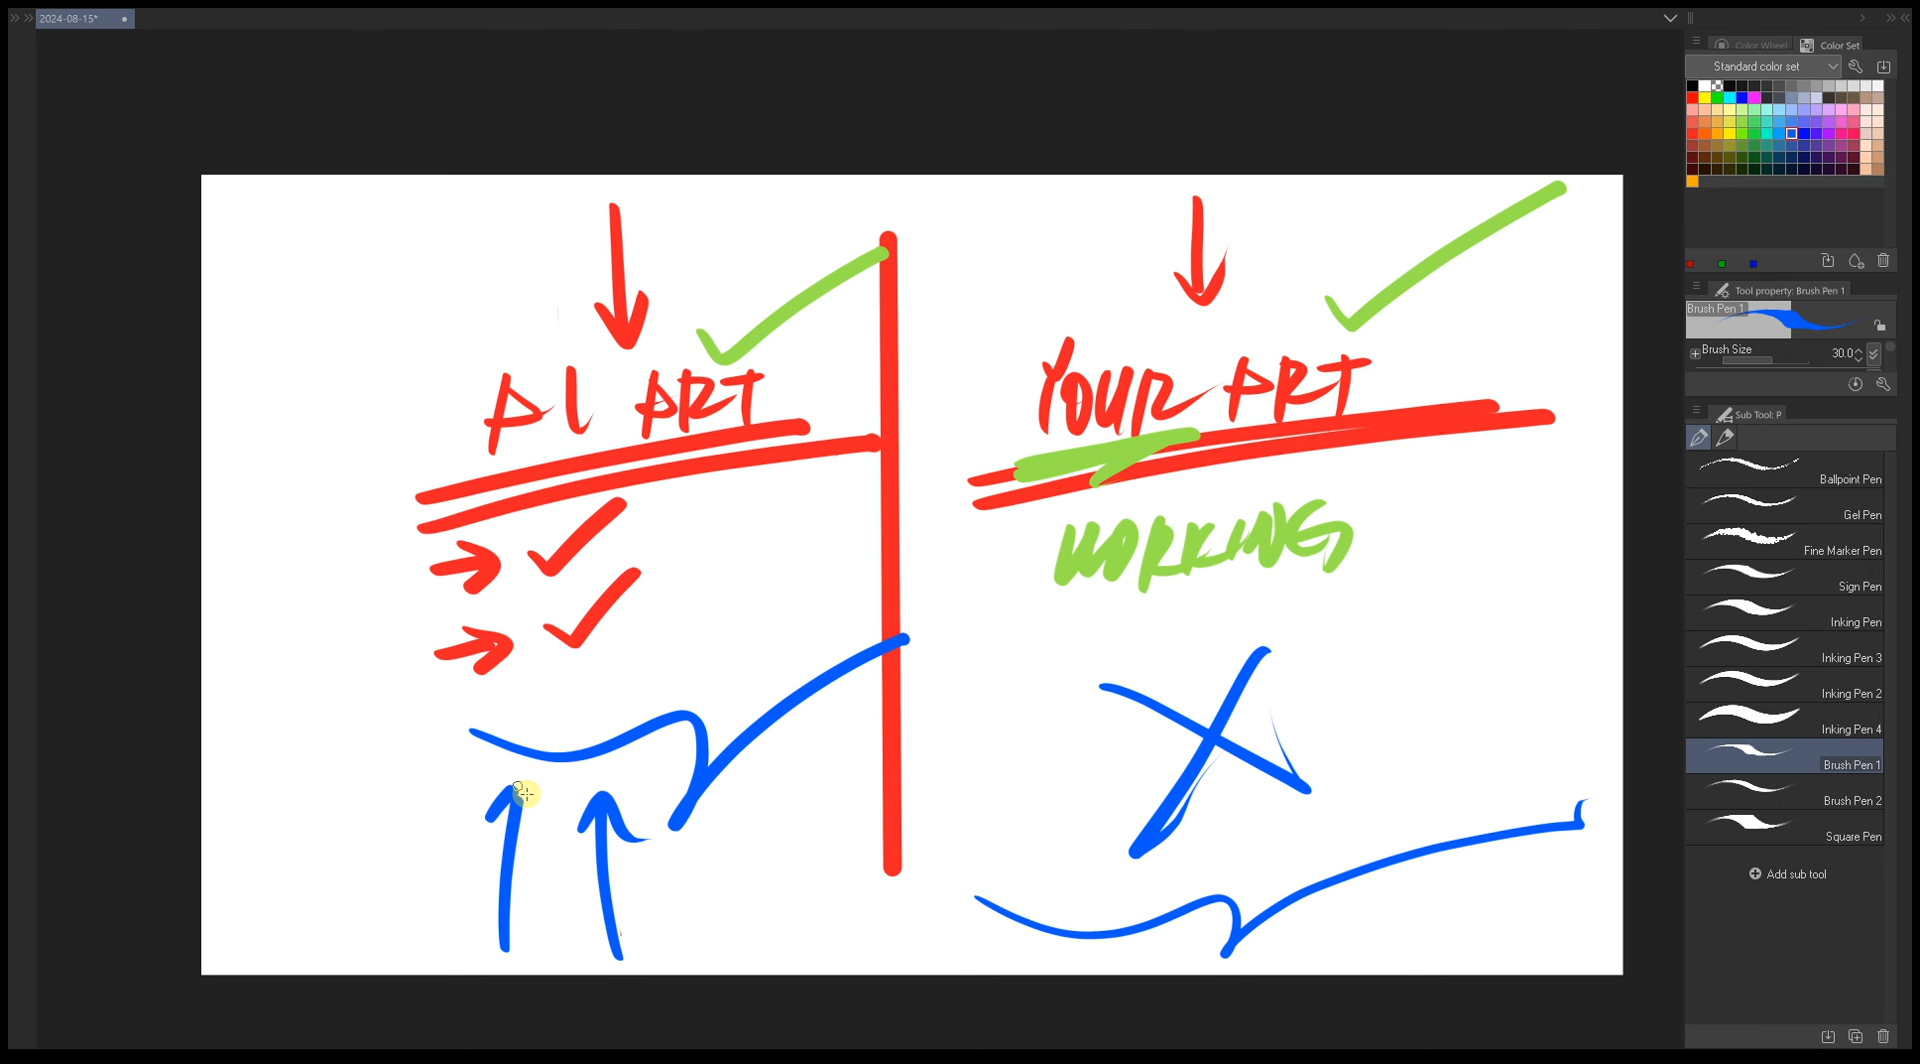 2024-08-15*
Color Wheel
Color Set
Standard color set
Tool property: Brush Pen 1
Brush Pen 1
Brush Size
30.0
Sub Tool: P
Ballpoint Pen
Gel Pen
Fine Marker Pen
Sign Pen
Inking Pen
Inking Pen 3
Inking Pen 2
Inking Pen 4
Brush Pen 1
Brush Pen 2
Square Pen
Add sub tool
AI ART
YOUR ART
WORKING